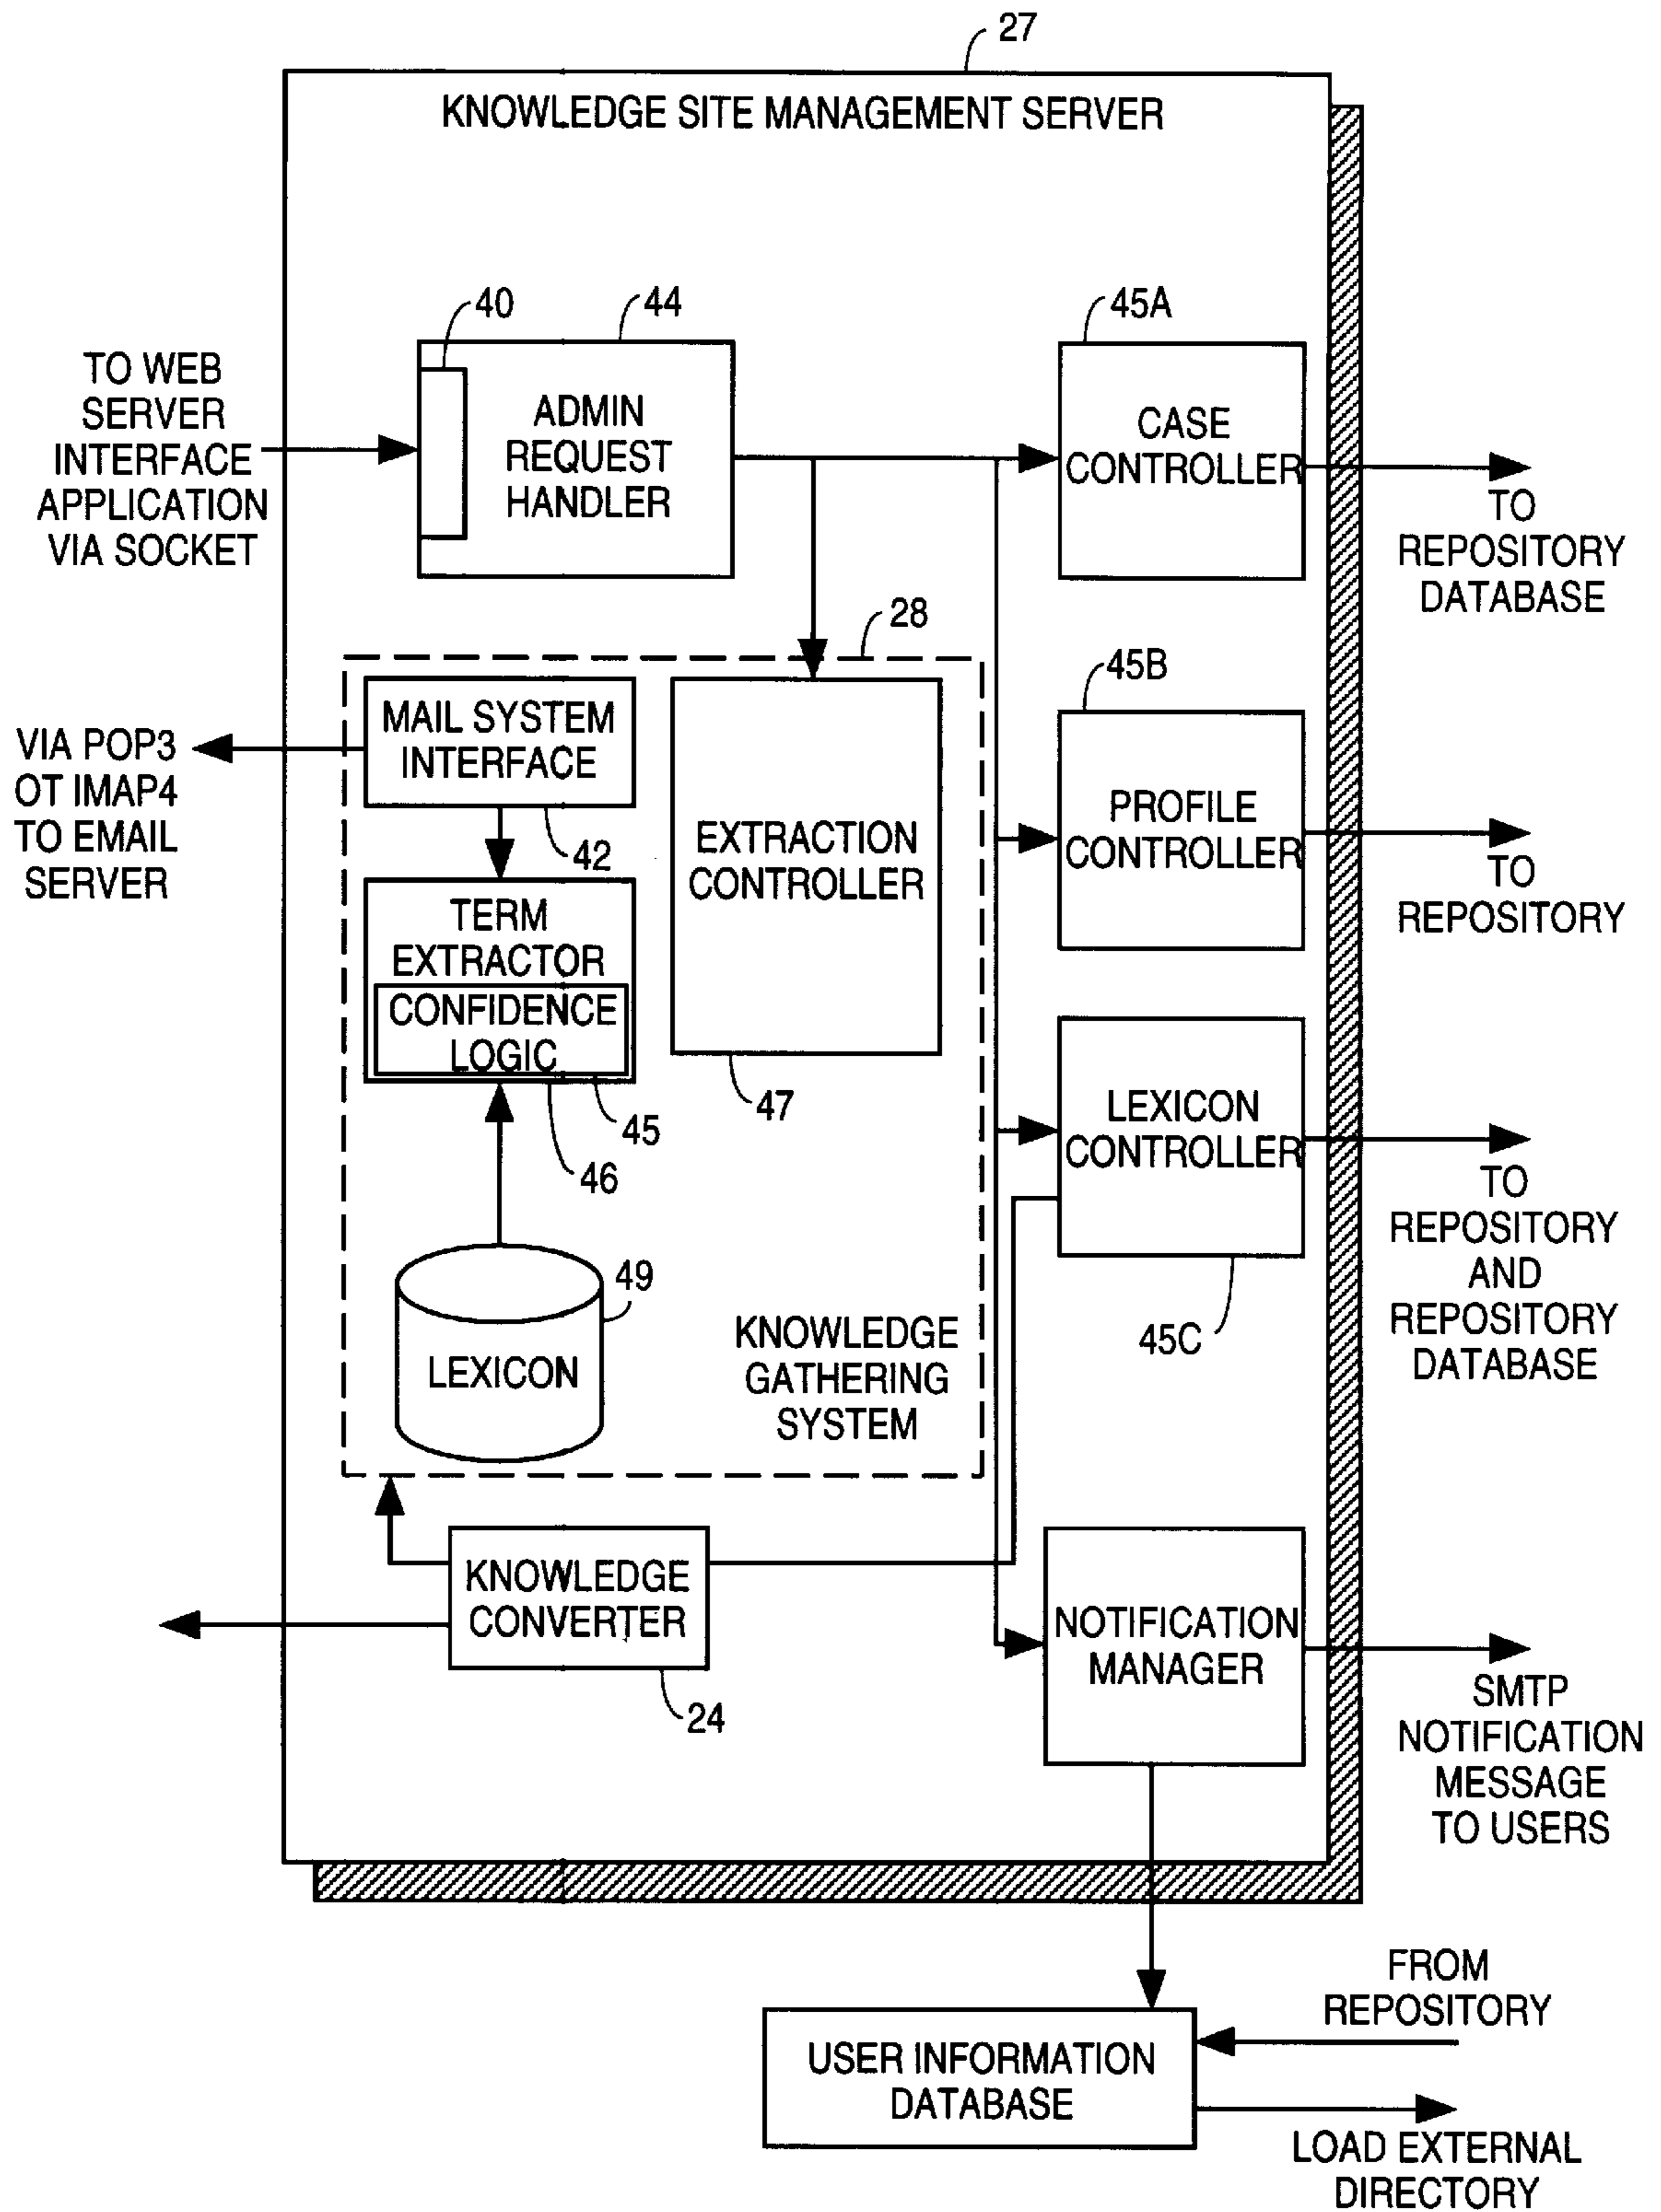 27
KNOWLEDGE SITE MANAGEMENT SERVER
40
44
45A
TO WEB
SERVER
INTERFACE
APPLICATION
VIA SOCKET
ADMIN
REQUEST
HANDLER
CASE
CONTROLLER
TO
REPOSITORY
DATABASE
28
45B
MAIL SYSTEM
INTERFACE
VIA POP3
OT IMAP4
TO EMAIL
SERVER
42
EXTRACTION
CONTROLLER
PROFILE
CONTROLLER
TO
REPOSITORY
TERM
EXTRACTOR
CONFIDENCE
LOGIC
47
45
46
LEXICON
CONTROLLER
TO
REPOSITORY
AND
REPOSITORY
DATABASE
45C
49
LEXICON
KNOWLEDGE
GATHERING
SYSTEM
KNOWLEDGE
CONVERTER
24
NOTIFICATION
MANAGER
SMTP
NOTIFICATION
MESSAGE
TO USERS
FROM
REPOSITORY
USER INFORMATION
DATABASE
LOAD EXTERNAL
DIRECTORY